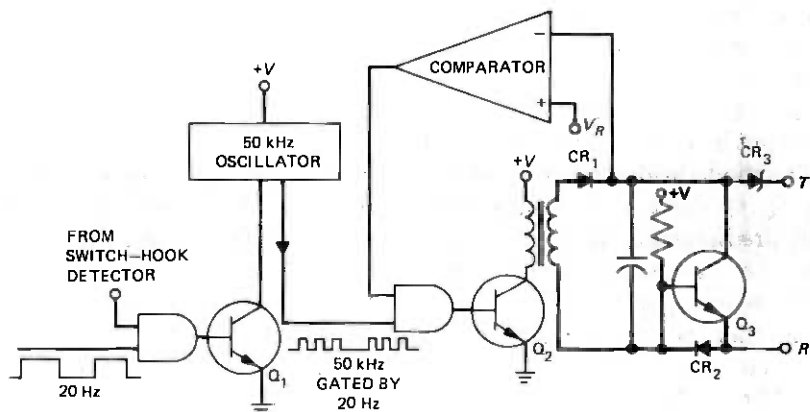 COMPARATOR
−
+
V_R
+V
50 kHz
OSCILLATOR
+V
CR1
+V
CR3
T
FROM
SWITCH–HOOK
DETECTOR
Q1
20 Hz
50 kHz
GATED BY
20 Hz
Q2
Q3
CR2
R